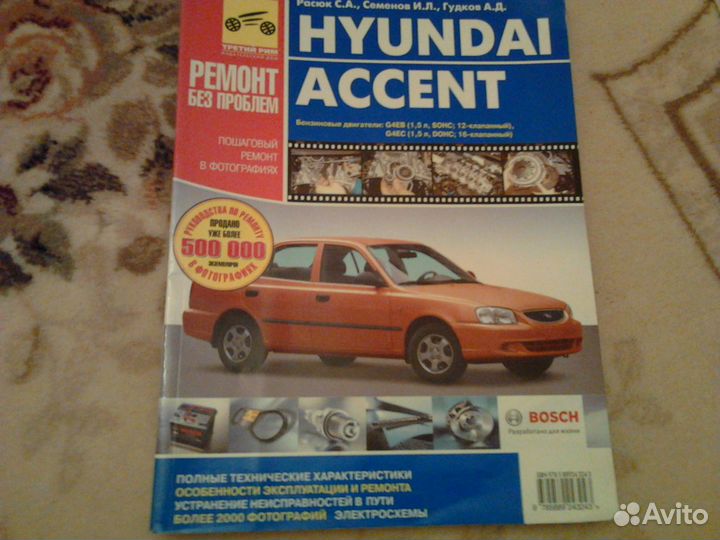 Расюк С.А., Семенов И.Л., Гудков А.Д.
HYUNDAI
ACCENT
ТРЕТИЙ РИМ
ИЗДАТЕЛЬСКИЙ ДОМ
РЕМОНТ
БЕЗ ПРОБЛЕМ
ПОШАГОВЫЙ
РЕМОНТ
В ФОТОГРАФИЯХ
Бензиновые двигатели: G4EB (1,5 л, SOHC; 12-клапанный),
G4EC (1,5 л, DOHC; 16-клапанный)
РУКОВОДСТВА ПО РЕМОНТУ
ПРОДАНО
УЖЕ БОЛЕЕ
500 000
ЭКЗЕМПЛЯРОВ
В ФОТОГРАФИЯХ
BOSCH
Разработано для жизни
ПОЛНЫЕ ТЕХНИЧЕСКИЕ ХАРАКТЕРИСТИКИ
ОСОБЕННОСТИ ЭКСПЛУАТАЦИИ И РЕМОНТА
УСТРАНЕНИЕ НЕИСПРАВНОСТЕЙ В ПУТИ
БОЛЕЕ 2000 ФОТОГРАФИЙ ЭЛЕКТРОСХЕМЫ
Avito